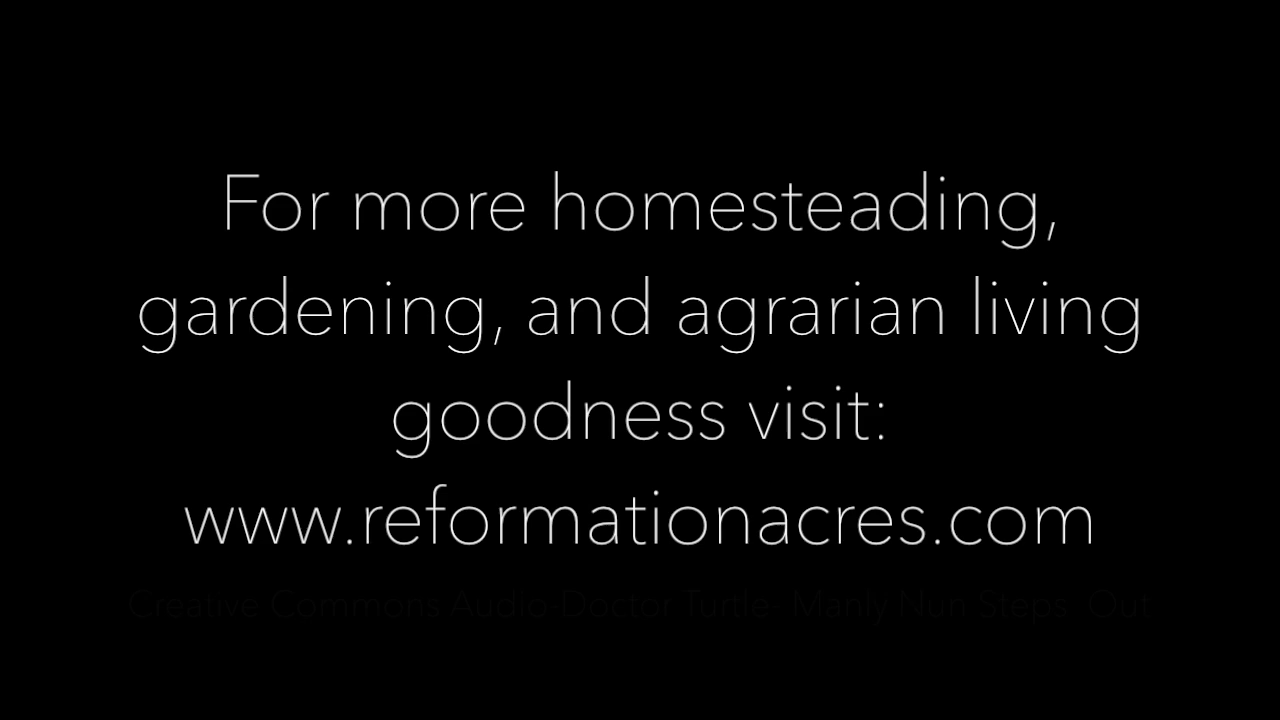 For more homesteading,
gardening, and agrarian living
goodness visit:
www.reformationacres.com
Creative Commons Audio-Doctor Turtle- Manly Nun Steps Out